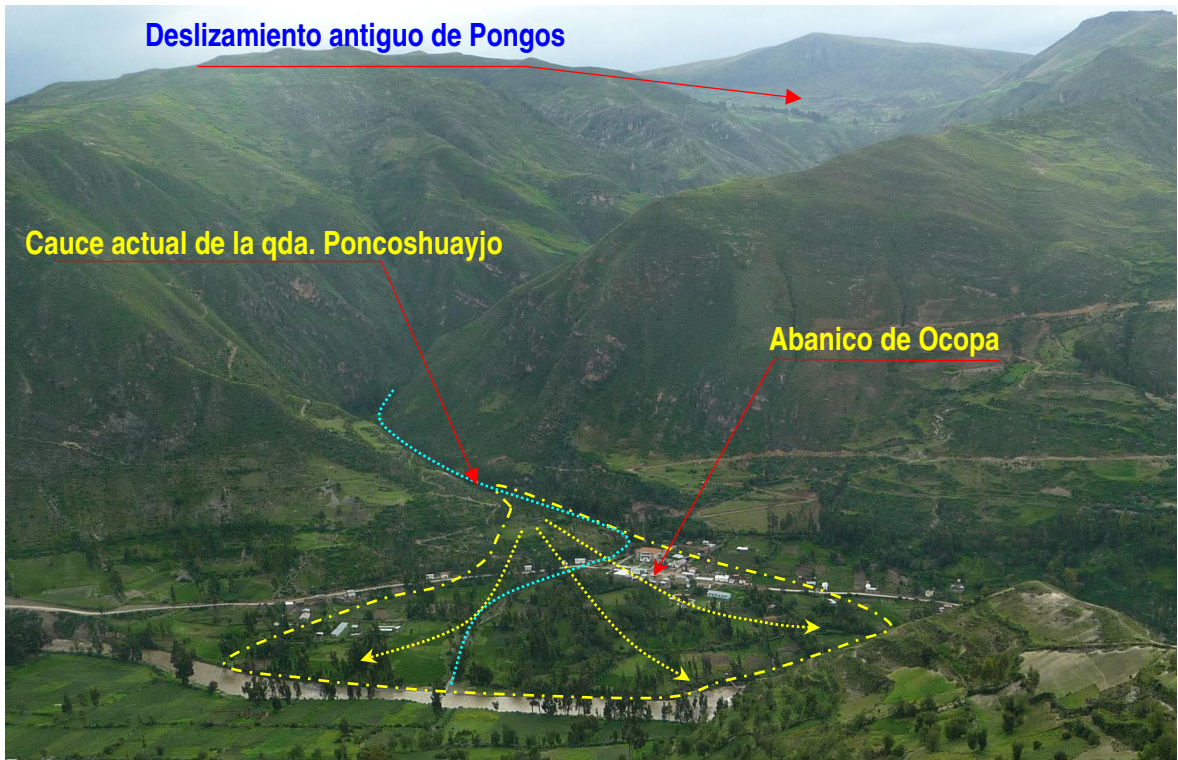 Deslizamiento antiguo de Pongos
Cauce actual de la qda. Poncoshuayjo
Abanico de Ocopa